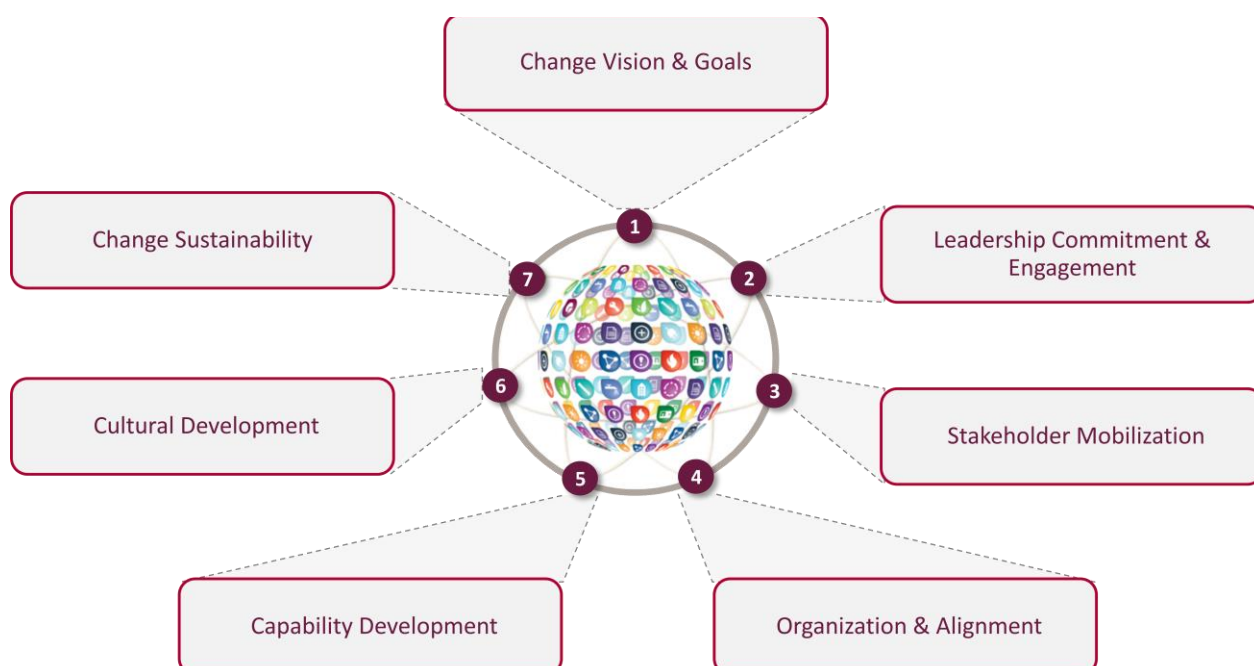 Change Vision & Goals
1
Change Sustainability
7
2
Leadership Commitment &
Engagement
6
Cultural Development
3
Stakeholder Mobilization
5
4
Capability Development
Organization & Alignment